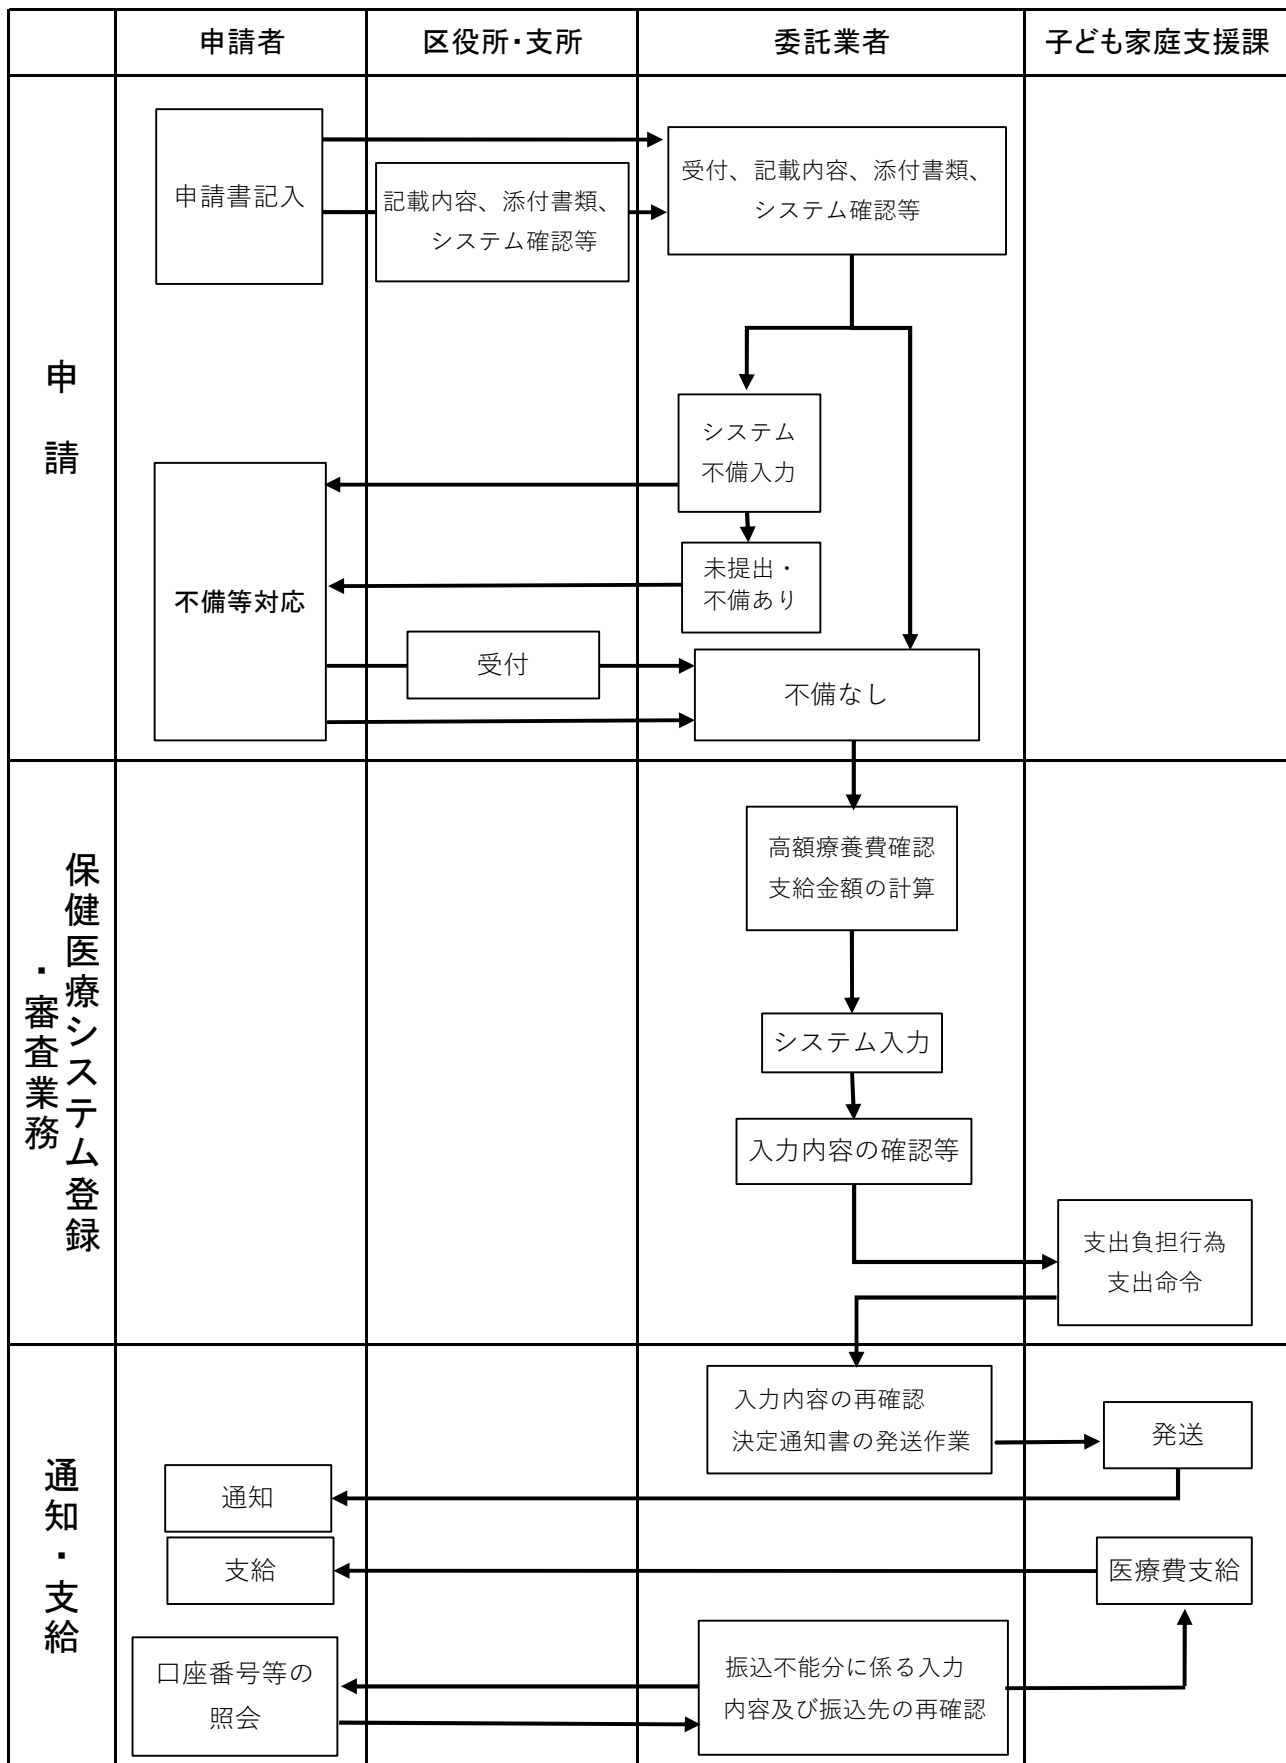 申請者
区役所・支所
委託業者
子ども家庭支援課
申請
申請書記入
記載内容、添付書類、
システム確認等
受付、記載内容、添付書類、
システム確認等
システム
不備入力
未提出・
不備あり
不備等対応
受付
不備なし
保健医療システム登録
・審査業務
高額療養費確認
支給金額の計算
システム入力
入力内容の確認等
支出負担行為
支出命令
通知・支給
入力内容の再確認
決定通知書の発送作業
発送
通知
支給
医療費支給
口座番号等の
照会
振込不能分に係る入力
内容及び振込先の再確認